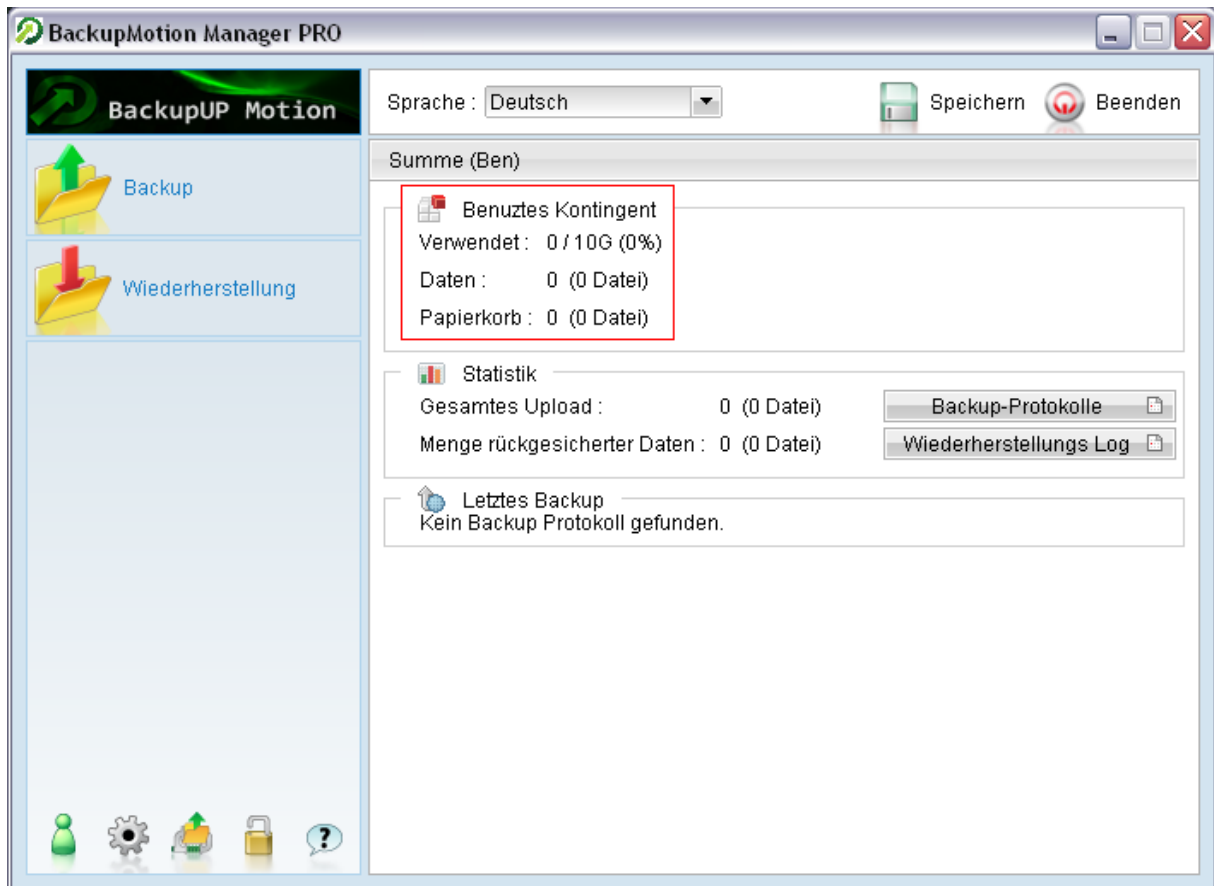 BackupMotion Manager PRO
BackupUP Motion
Sprache : Deutsch
Speichern
Beenden
Backup
Wiederherstellung
Summe (Ben)
Benuztes Kontingent
Verwendet : 0 / 10G (0%)
Daten : 0 (0 Datei)
Papierkorb : 0 (0 Datei)
Statistik
Gesamtes Upload : 0 (0 Datei)
Backup-Protokolle
Menge rückgesicherter Daten : 0 (0 Datei)
Wiederherstellungs Log
Letztes Backup
Kein Backup Protokoll gefunden.
?